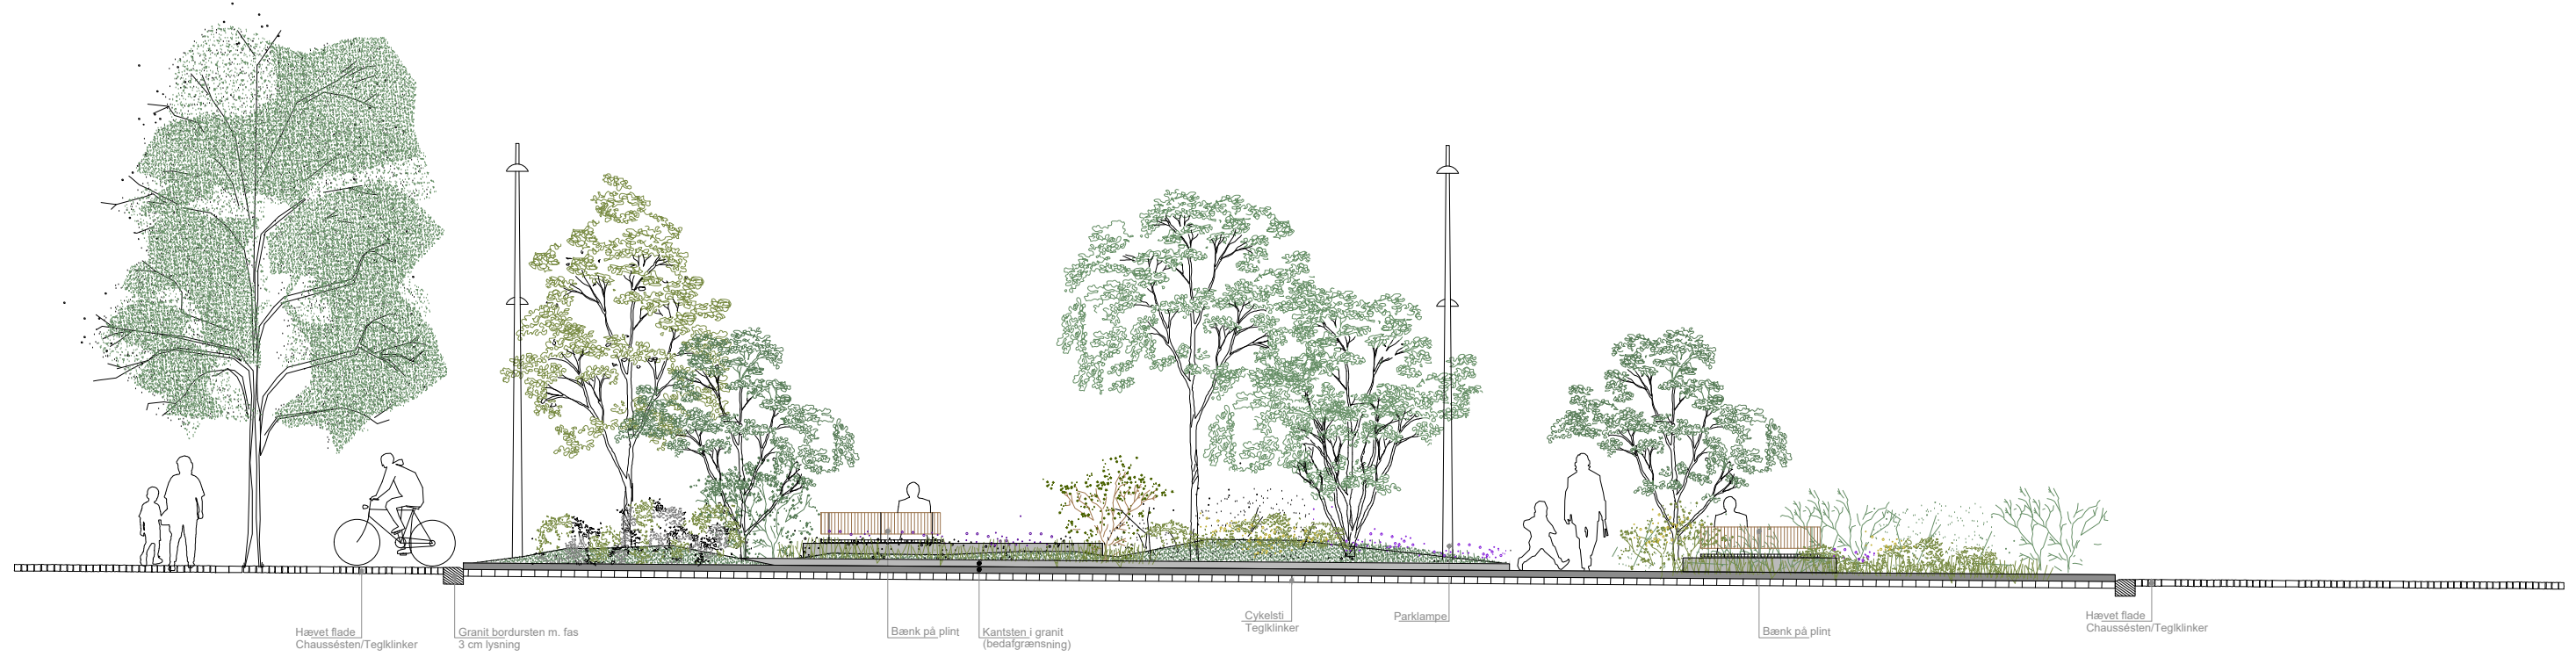 Hævet flade
Chaussésten/Teglklinker
Granit bordursten m. fas
3 cm lysning
Bænk på plint
Kantsten i granit
(bedafgrænsning)
Cykelsti
Teglklinker
Parklampe
Bænk på plint
Hævet flade
Chaussésten/Teglklinker